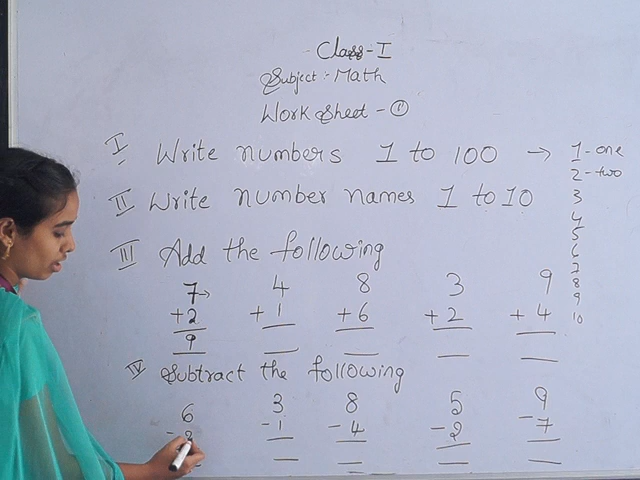 Class-I
Subject:- Math
Work Sheet - ①
I Write numbers 1 to 100 → 1-one
2-two
II Write number names 1 to 10
3
4
5
6
7
8
9
10
III Add the following
7→ 4 8 3 9
+2 +1 +6 +2 +4
9
IV Subtract the following
6 3 8 5 9
-2 -1 -4 -2 -7